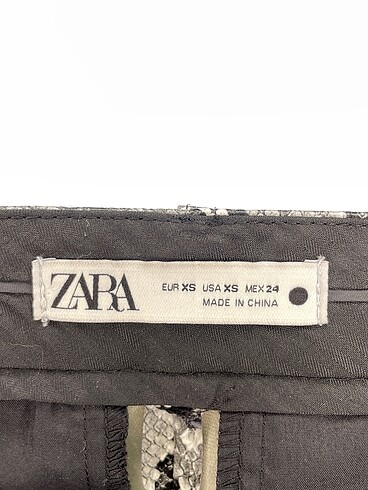 ZARA
EUR XS USA XS MEX 24
MADE IN CHINA